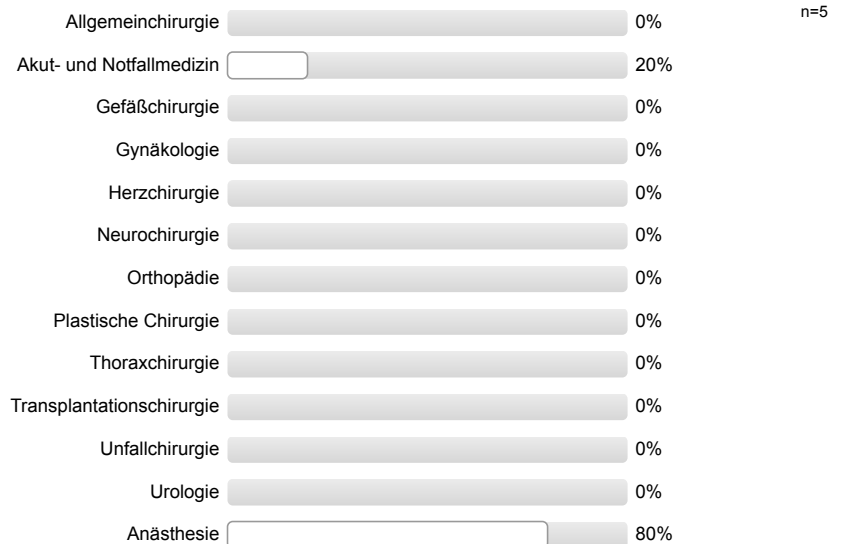 n=5
Allgemeinchirurgie 0%
Akut- und Notfallmedizin 20%
Gefäßchirurgie 0%
Gynäkologie 0%
Herzchirurgie 0%
Neurochirurgie 0%
Orthopädie 0%
Plastische Chirurgie 0%
Thoraxchirurgie 0%
Transplantationschirurgie 0%
Unfallchirurgie 0%
Urologie 0%
Anästhesie 80%